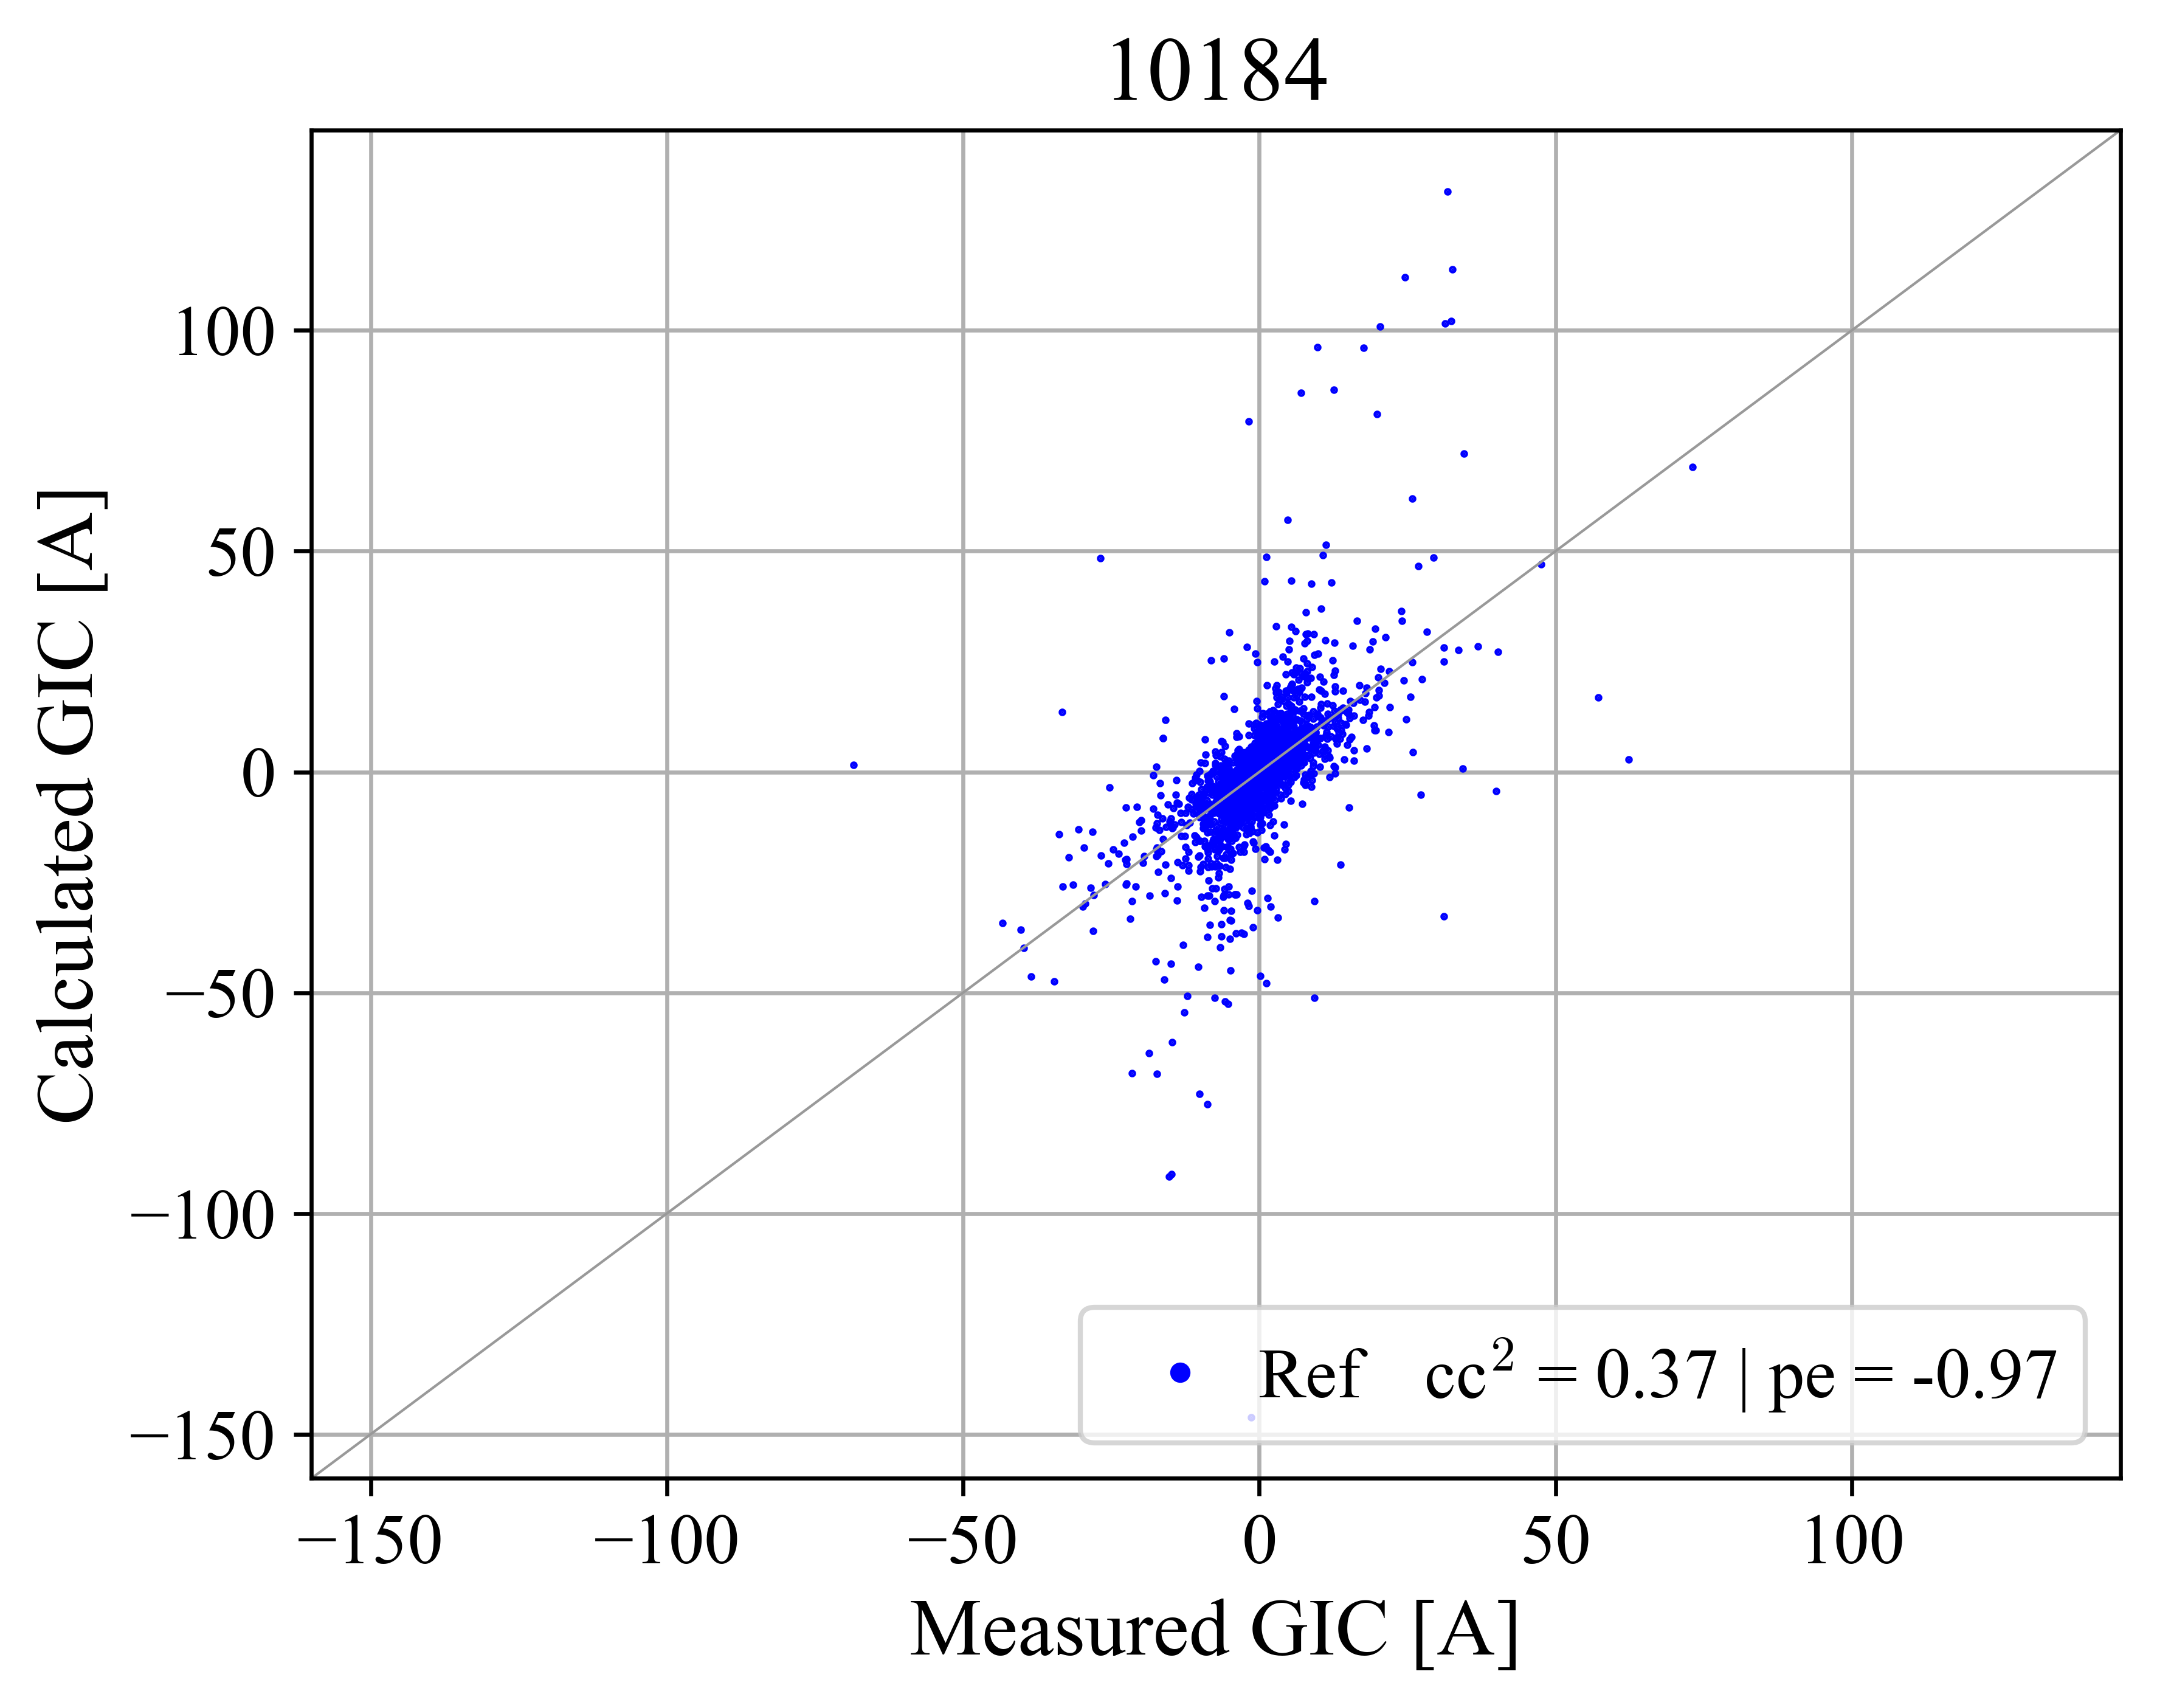 10184
Calculated GIC [A]
100
50
0
−50
−100
−150
Ref cc² = 0.37 | pe = -0.97
−150 −100 −50 0 50 100
Measured GIC [A]